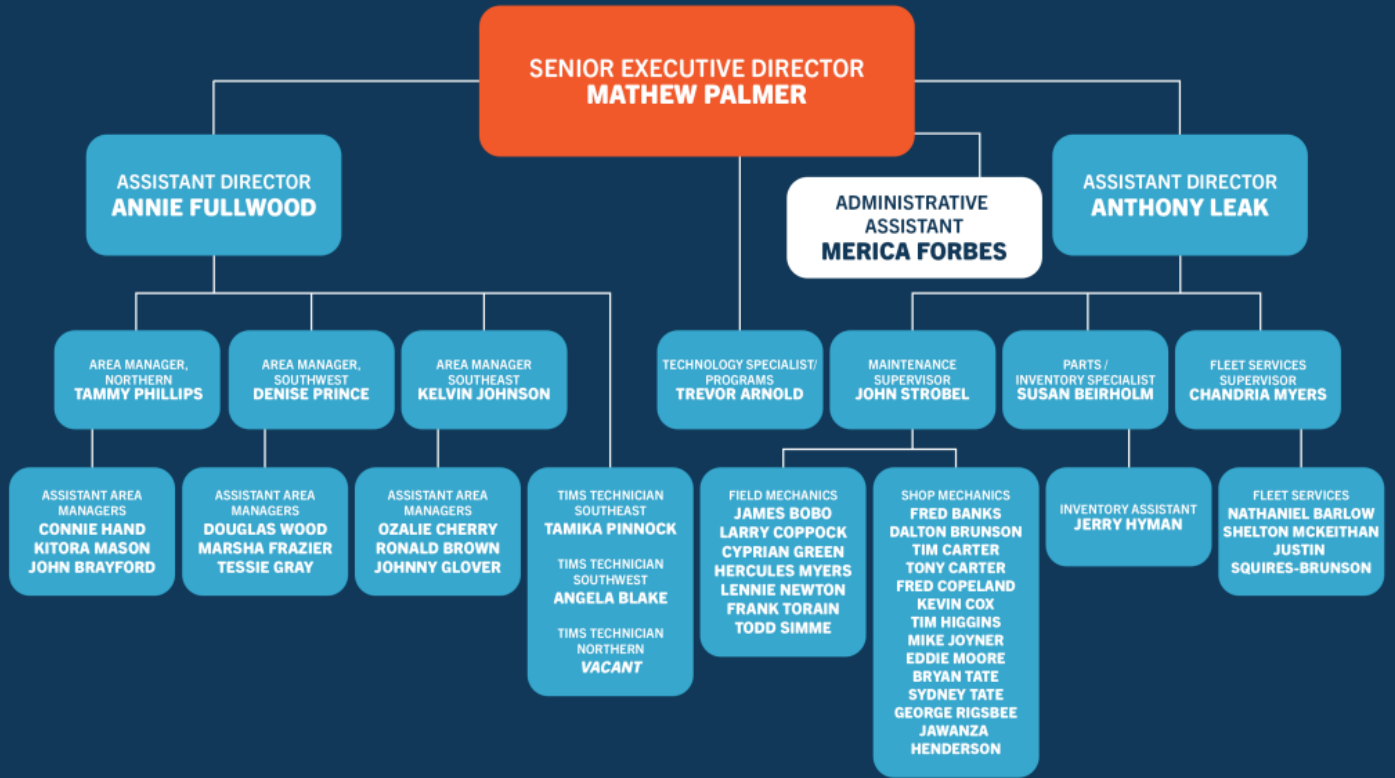 SENIOR EXECUTIVE DIRECTOR
MATHEW PALMER
ASSISTANT DIRECTOR
ANNIE FULLWOOD
ADMINISTRATIVE
ASSISTANT
MERICA FORBES
ASSISTANT DIRECTOR
ANTHONY LEAK
AREA MANAGER,
NORTHERN
TAMMY PHILLIPS
AREA MANAGER,
SOUTHWEST
DENISE PRINCE
AREA MANAGER
SOUTHEAST
KELVIN JOHNSON
TECHNOLOGY SPECIALIST/
PROGRAMS
TREVOR ARNOLD
MAINTENANCE
SUPERVISOR
JOHN STROBEL
PARTS /
INVENTORY SPECIALIST
SUSAN BEIRHOLM
FLEET SERVICES
SUPERVISOR
CHANDRIA MYERS
ASSISTANT AREA
MANAGERS
CONNIE HAND
KITORA MASON
JOHN BRAYFORD
ASSISTANT AREA
MANAGERS
DOUGLAS WOOD
MARSHA FRAZIER
TESSIE GRAY
ASSISTANT AREA
MANAGERS
OZALIE CHERRY
RONALD BROWN
JOHNNY GLOVER
TIMS TECHNICIAN
SOUTHEAST
TAMIKA PINNOCK
TIMS TECHNICIAN
SOUTHWEST
ANGELA BLAKE
TIMS TECHNICIAN
NORTHERN
VACANT
FIELD MECHANICS
JAMES BOBO
LARRY COPPOCK
CYPRIAN GREEN
HERCULES MYERS
LENNIE NEWTON
FRANK TORAIN
TODD SIMME
SHOP MECHANICS
FRED BANKS
DALTON BRUNSON
TIM CARTER
TONY CARTER
FRED COPELAND
KEVIN COX
TIM HIGGINS
MIKE JOYNER
EDDIE MOORE
BRYAN TATE
SYDNEY TATE
GEORGE RIGSBEE
JAWANZA
HENDERSON
INVENTORY ASSISTANT
JERRY HYMAN
FLEET SERVICES
NATHANIEL BARLOW
SHELTON MCKEITHAN
JUSTIN
SQUIRES-BRUNSON